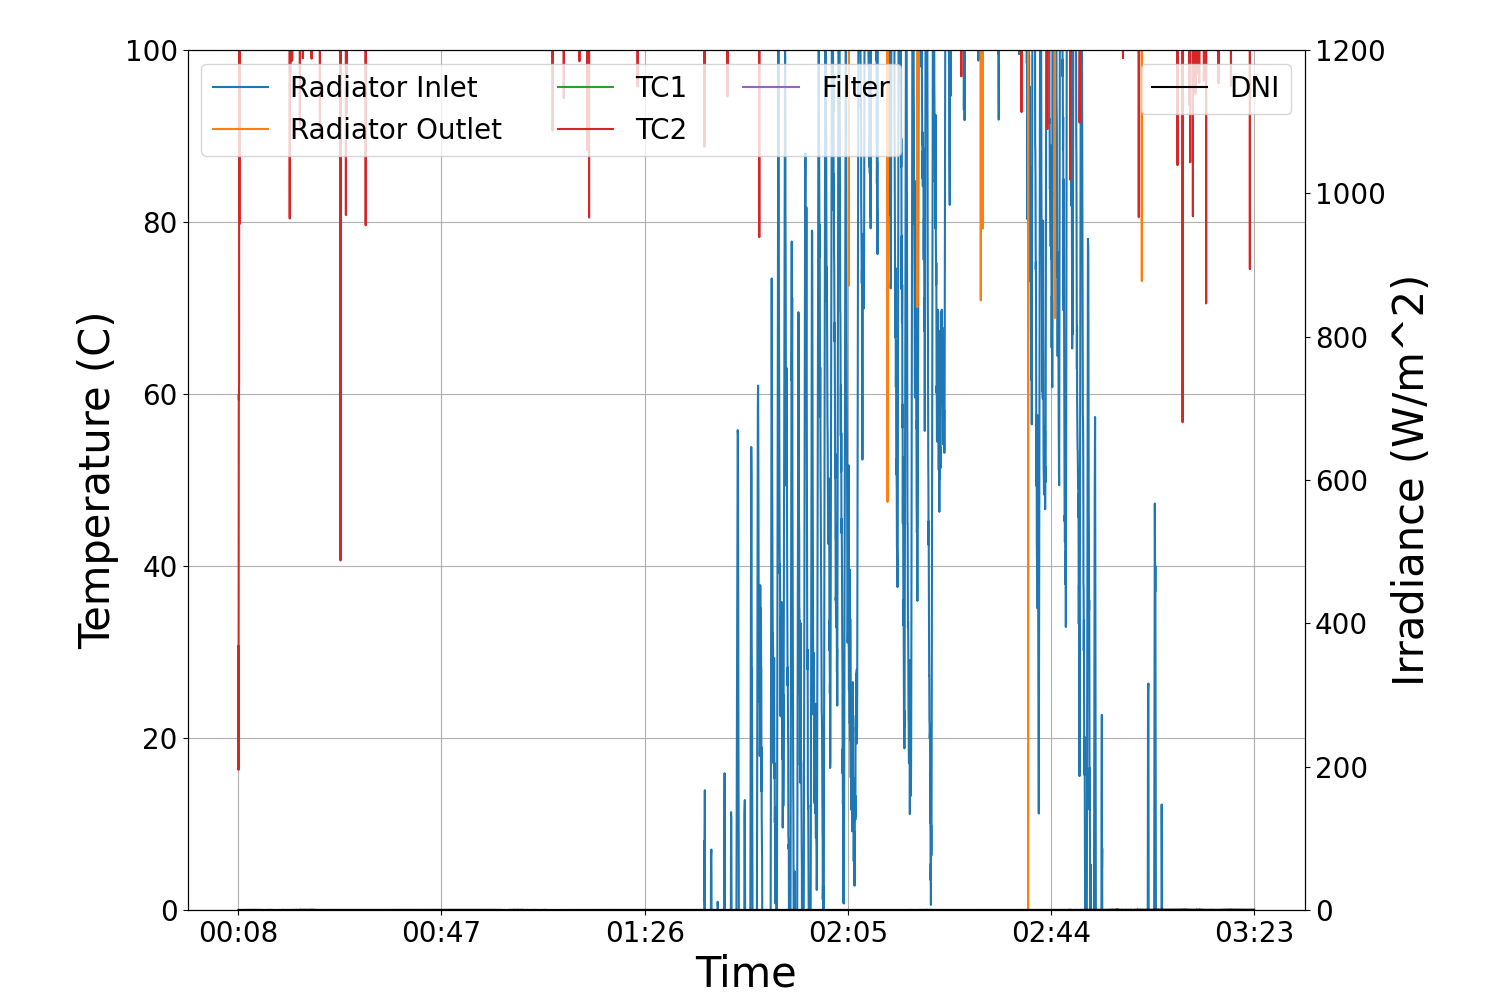 Radiator Inlet
Radiator Outlet
TC1
TC2
Filter
DNI
100
80
60
40
20
0
Temperature (C)
1200
1000
800
600
400
200
0
Irradiance (W/m^2)
00:08 00:47 01:26 02:05 02:44 03:23
Time